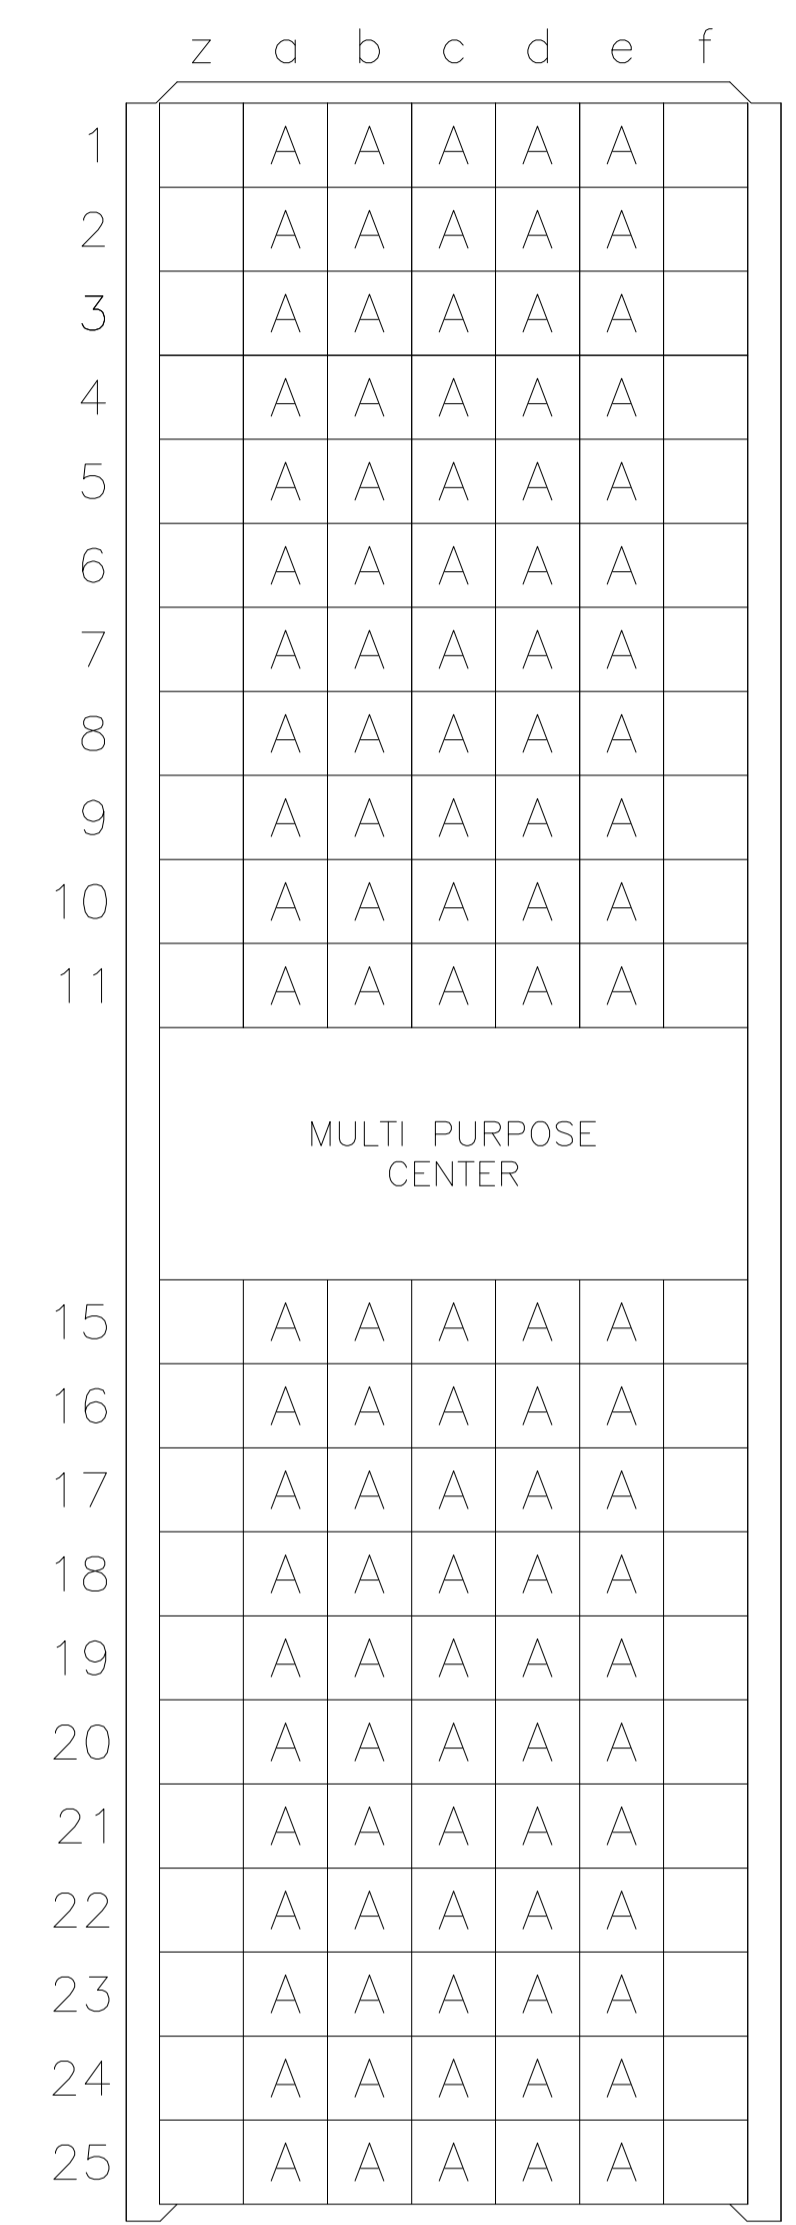 z a b c d e f
1 A A A A A
2 A A A A A
3 A A A A A
4 A A A A A
5 A A A A A
6 A A A A A
7 A A A A A
8 A A A A A
9 A A A A A
10 A A A A A
11 A A A A A
MULTI PURPOSE
CENTER
15 A A A A A
16 A A A A A
17 A A A A A
18 A A A A A
19 A A A A A
20 A A A A A
21 A A A A A
22 A A A A A
23 A A A A A
24 A A A A A
25 A A A A A